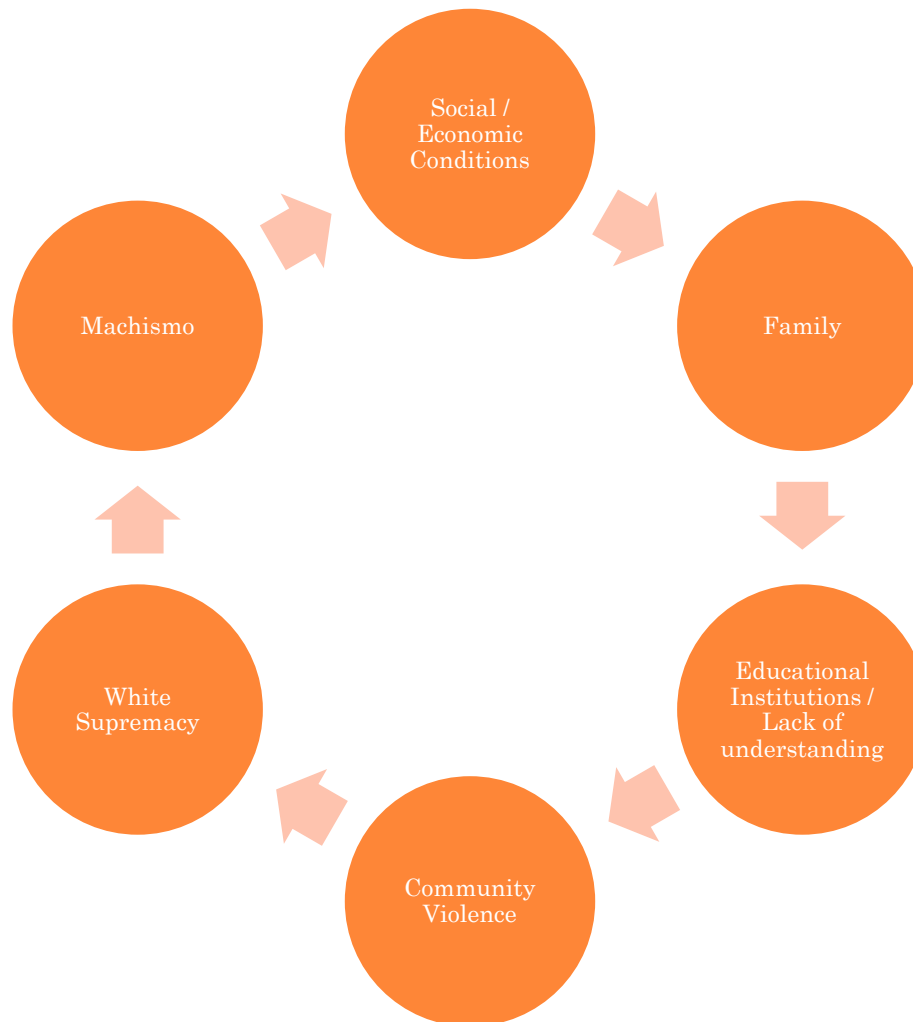 Social /
Economic
Conditions
Family
Educational
Institutions /
Lack of
understanding
Community
Violence
White
Supremacy
Machismo